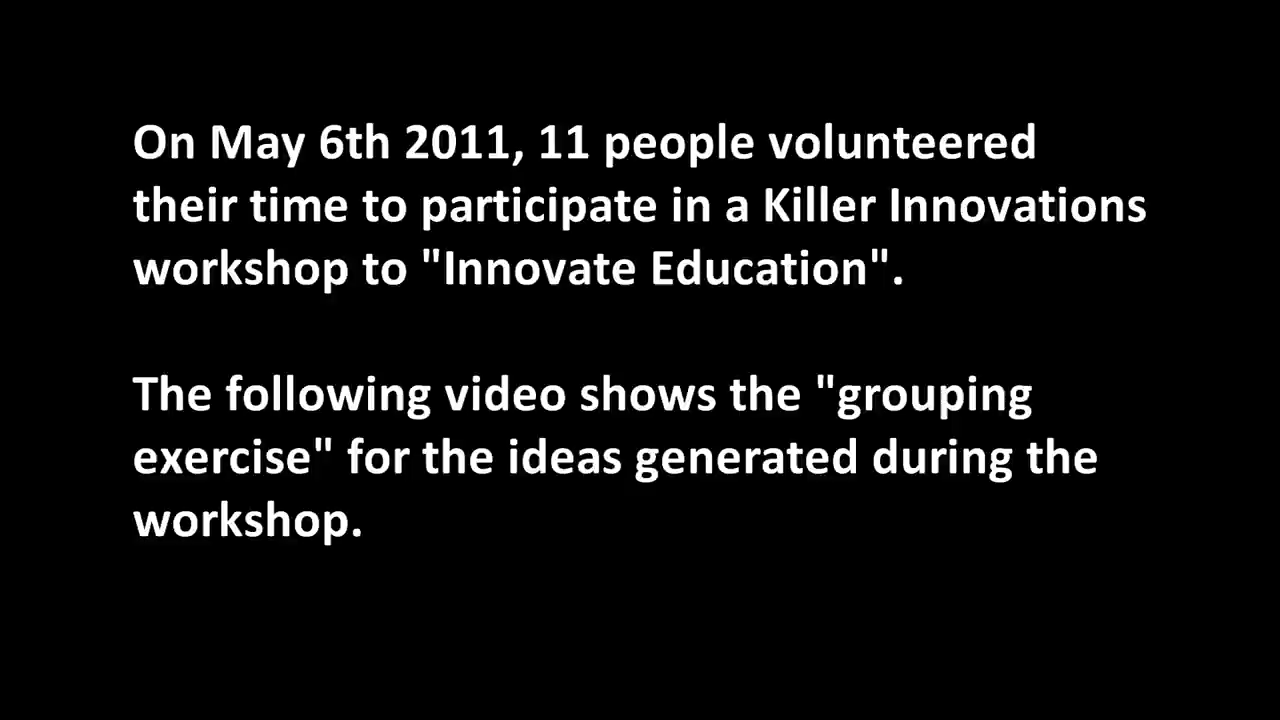 On May 6th 2011, 11 people volunteered
their time to participate in a Killer Innovations
workshop to "Innovate Education".
The following video shows the "grouping
exercise" for the ideas generated during the
workshop.